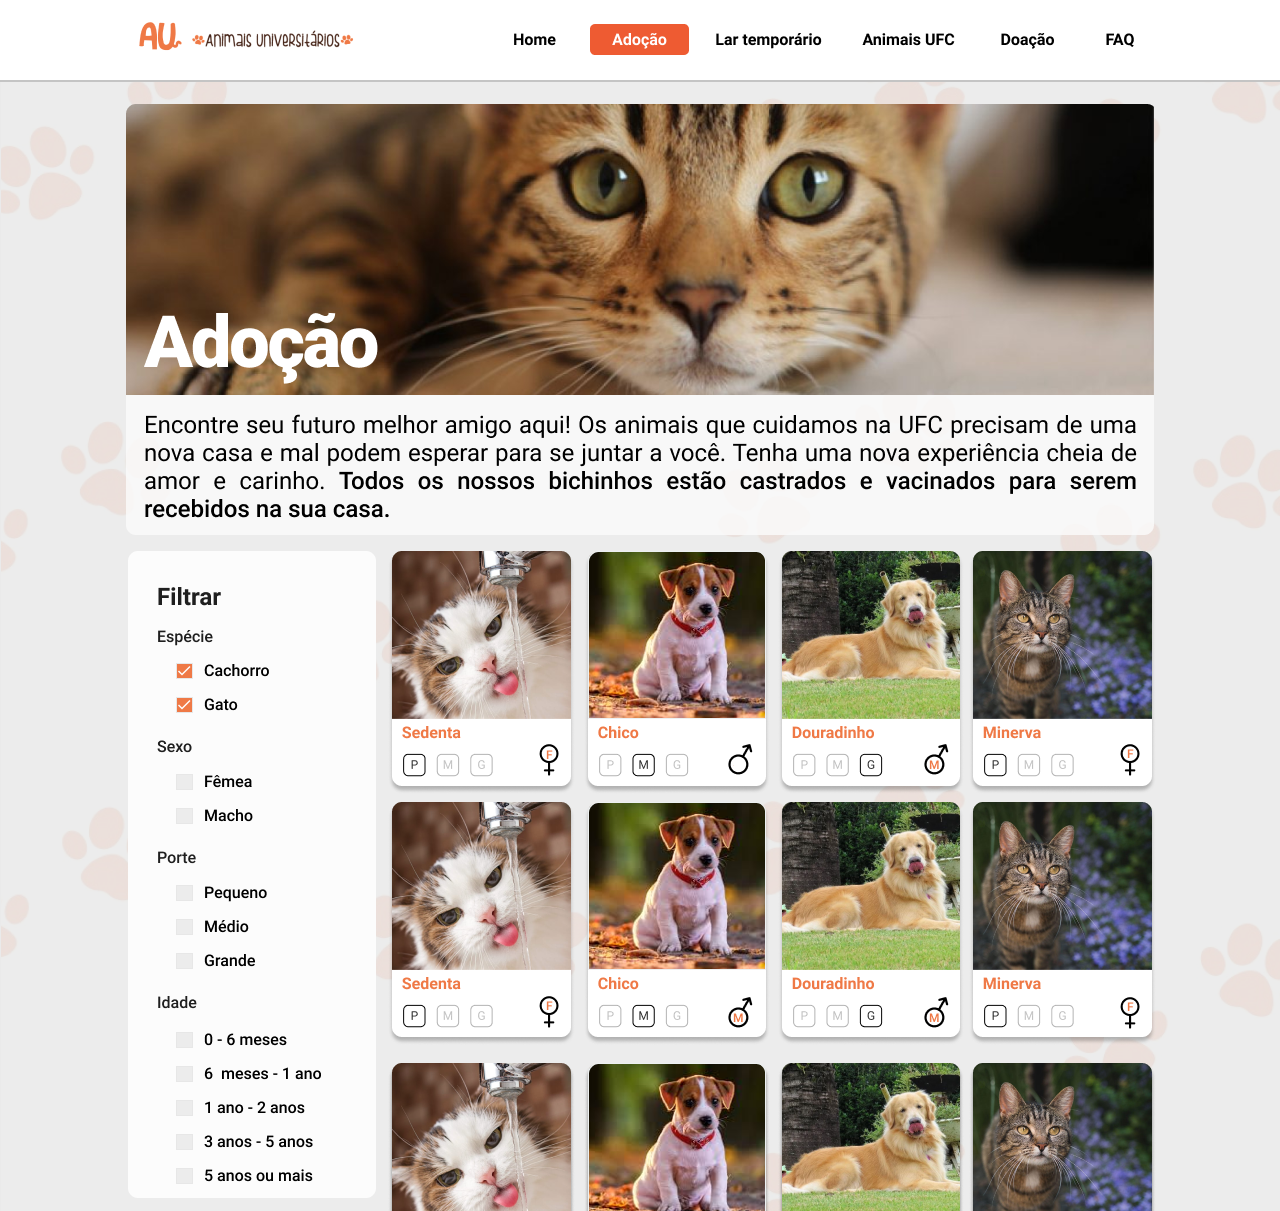 AU Animais universitários
Home Adoção Lar temporário Animais UFC Doação FAQ
Adoção
Encontre seu futuro melhor amigo aqui! Os animais que cuidamos na UFC precisam de uma
nova casa e mal podem esperar para se juntar a você. Tenha uma nova experiência cheia de
amor e carinho. Todos os nossos bichinhos estão castrados e vacinados para serem
recebidos na sua casa.
Filtrar
Espécie
Cachorro
Gato
Sexo
Fêmea
Macho
Porte
Pequeno
Médio
Grande
Idade
0 - 6 meses
6 meses - 1 ano
1 ano - 2 anos
3 anos - 5 anos
5 anos ou mais
Sedenta
P M G F
Chico
P M G
Douradinho
P M G M
Minerva
P M G F
Sedenta
P M G F
Chico
P M G M
Douradinho
P M G M
Minerva
P M G F